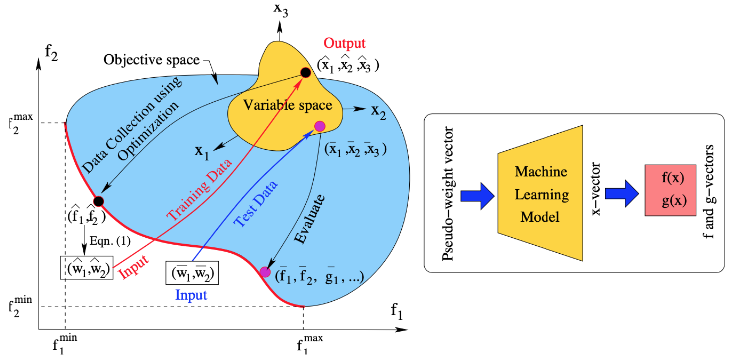 x₃
Output
f₂
Objective space
(x̂₁,x̂₂,x̂₃)
Data Collection using
Optimization
Variable space
x₂
f₂ᵐᵃˣ
x₁
(x̄₁,x̄₂,x̄₃)
Training Data
Test Data
Evaluate
(f̂₁,f̂₂)
Eqn. (1)
(ŵ₁,ŵ₂)
Input
(w̄₁,w̄₂)
Input
(f̄₁, f̄₂, ḡ₁, ...)
f₂ᵐⁱⁿ
f₁
f₁ᵐⁱⁿ
f₁ᵐᵃˣ
Pseudo-weight vector
Machine
Learning
Model
x-vector
f(x)
g(x)
f and g-vectors